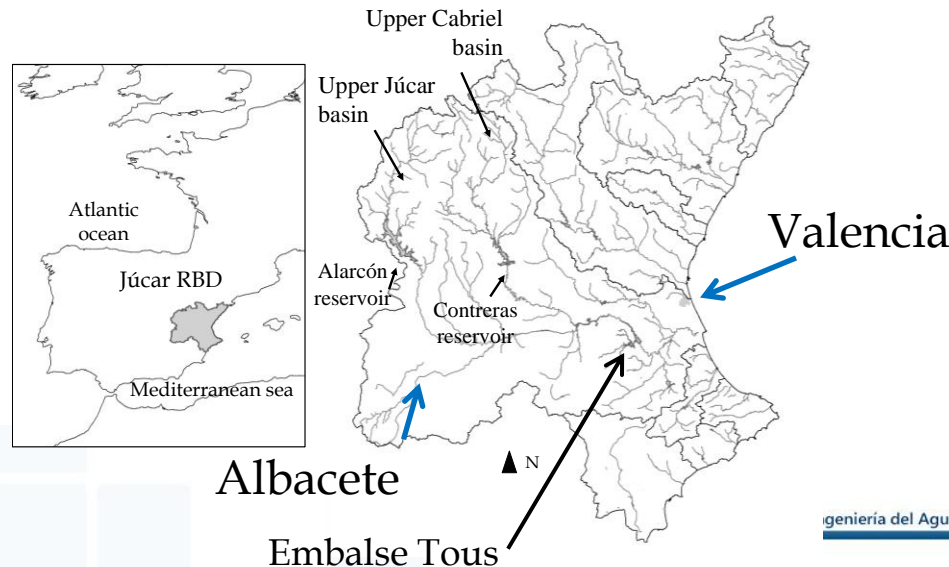 Upper Cabriel
basin
Upper Júcar
basin
Atlantic
ocean
Júcar RBD
Alarcón
reservoir
Contreras
reservoir
Valencia
Mediterranean sea
Albacete
N
Embalse Tous
geniería del Agu